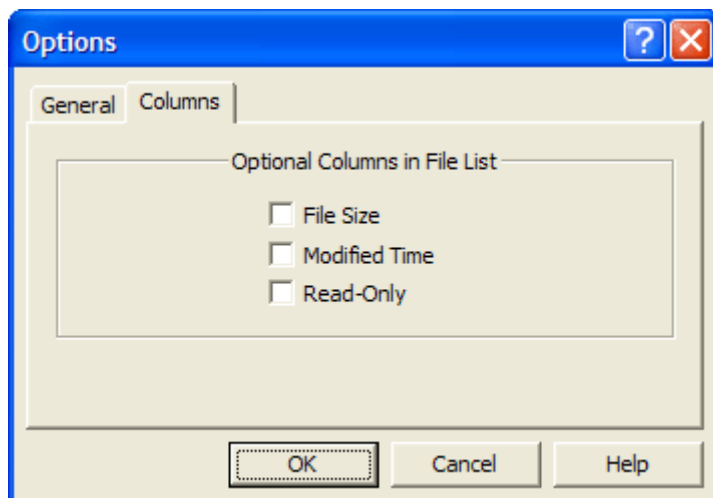 Options
General Columns
Optional Columns in File List
File Size
Modified Time
Read-Only
OK Cancel Help